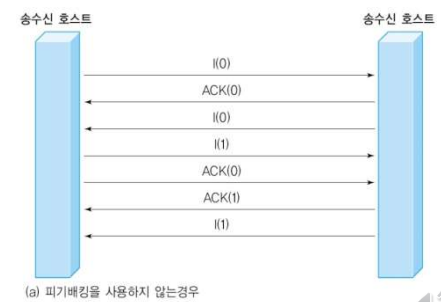 송수신 호스트 송수신 호스트
I(0)
ACK(0)
I(0)
I(1)
ACK(0)
ACK(1)
I(1)
(a) 피기배킹을 사용하지 않는경우